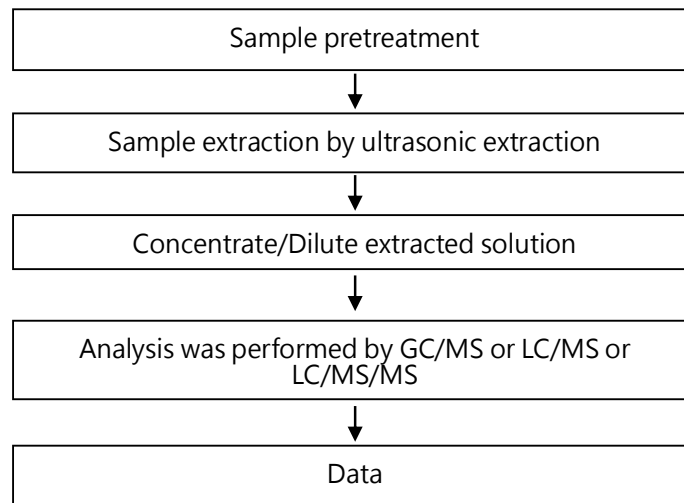 Sample pretreatment
Sample extraction by ultrasonic extraction
Concentrate/Dilute extracted solution
Analysis was performed by GC/MS or LC/MS or
LC/MS/MS
Data